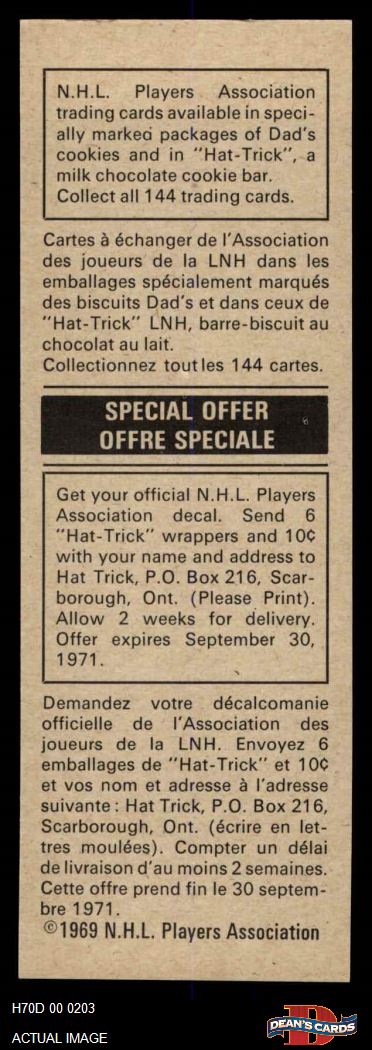 N.H.L. Players Association
trading cards available in speci-
ally marked packages of Dad's
cookies and in "Hat-Trick", a
milk chocolate cookie bar.
Collect all 144 trading cards.
Cartes à échanger de l'Association
des joueurs de la LNH dans les
emballages spécialement marqués
des biscuits Dad's et dans ceux de
"Hat-Trick" LNH, barre-biscuit au
chocolat au lait.
Collectionnez tout les 144 cartes.
SPECIAL OFFER
OFFRE SPECIALE
Get your official N.H.L. Players
Association decal. Send 6
"Hat-Trick" wrappers and 10¢
with your name and address to
Hat Trick, P.O. Box 216, Scar-
borough, Ont. (Please Print).
Allow 2 weeks for delivery.
Offer expires September 30,
1971.
Demandez votre décalcomanie
officielle de l'Association des
joueurs de la LNH. Envoyez 6
emballages de "Hat-Trick" et 10¢
et vos nom et adresse à l'adresse
suivante: Hat Trick, P.O. Box 216,
Scarborough, Ont. (écrire en let-
tres moulées). Compter un délai
de livraison d'au moins 2 semaines.
Cette offre prend fin le 30 septem-
bre 1971.
©1969 N.H.L. Players Association
H70D 00 0203
ACTUAL IMAGE
D
DEAN'S CARDS